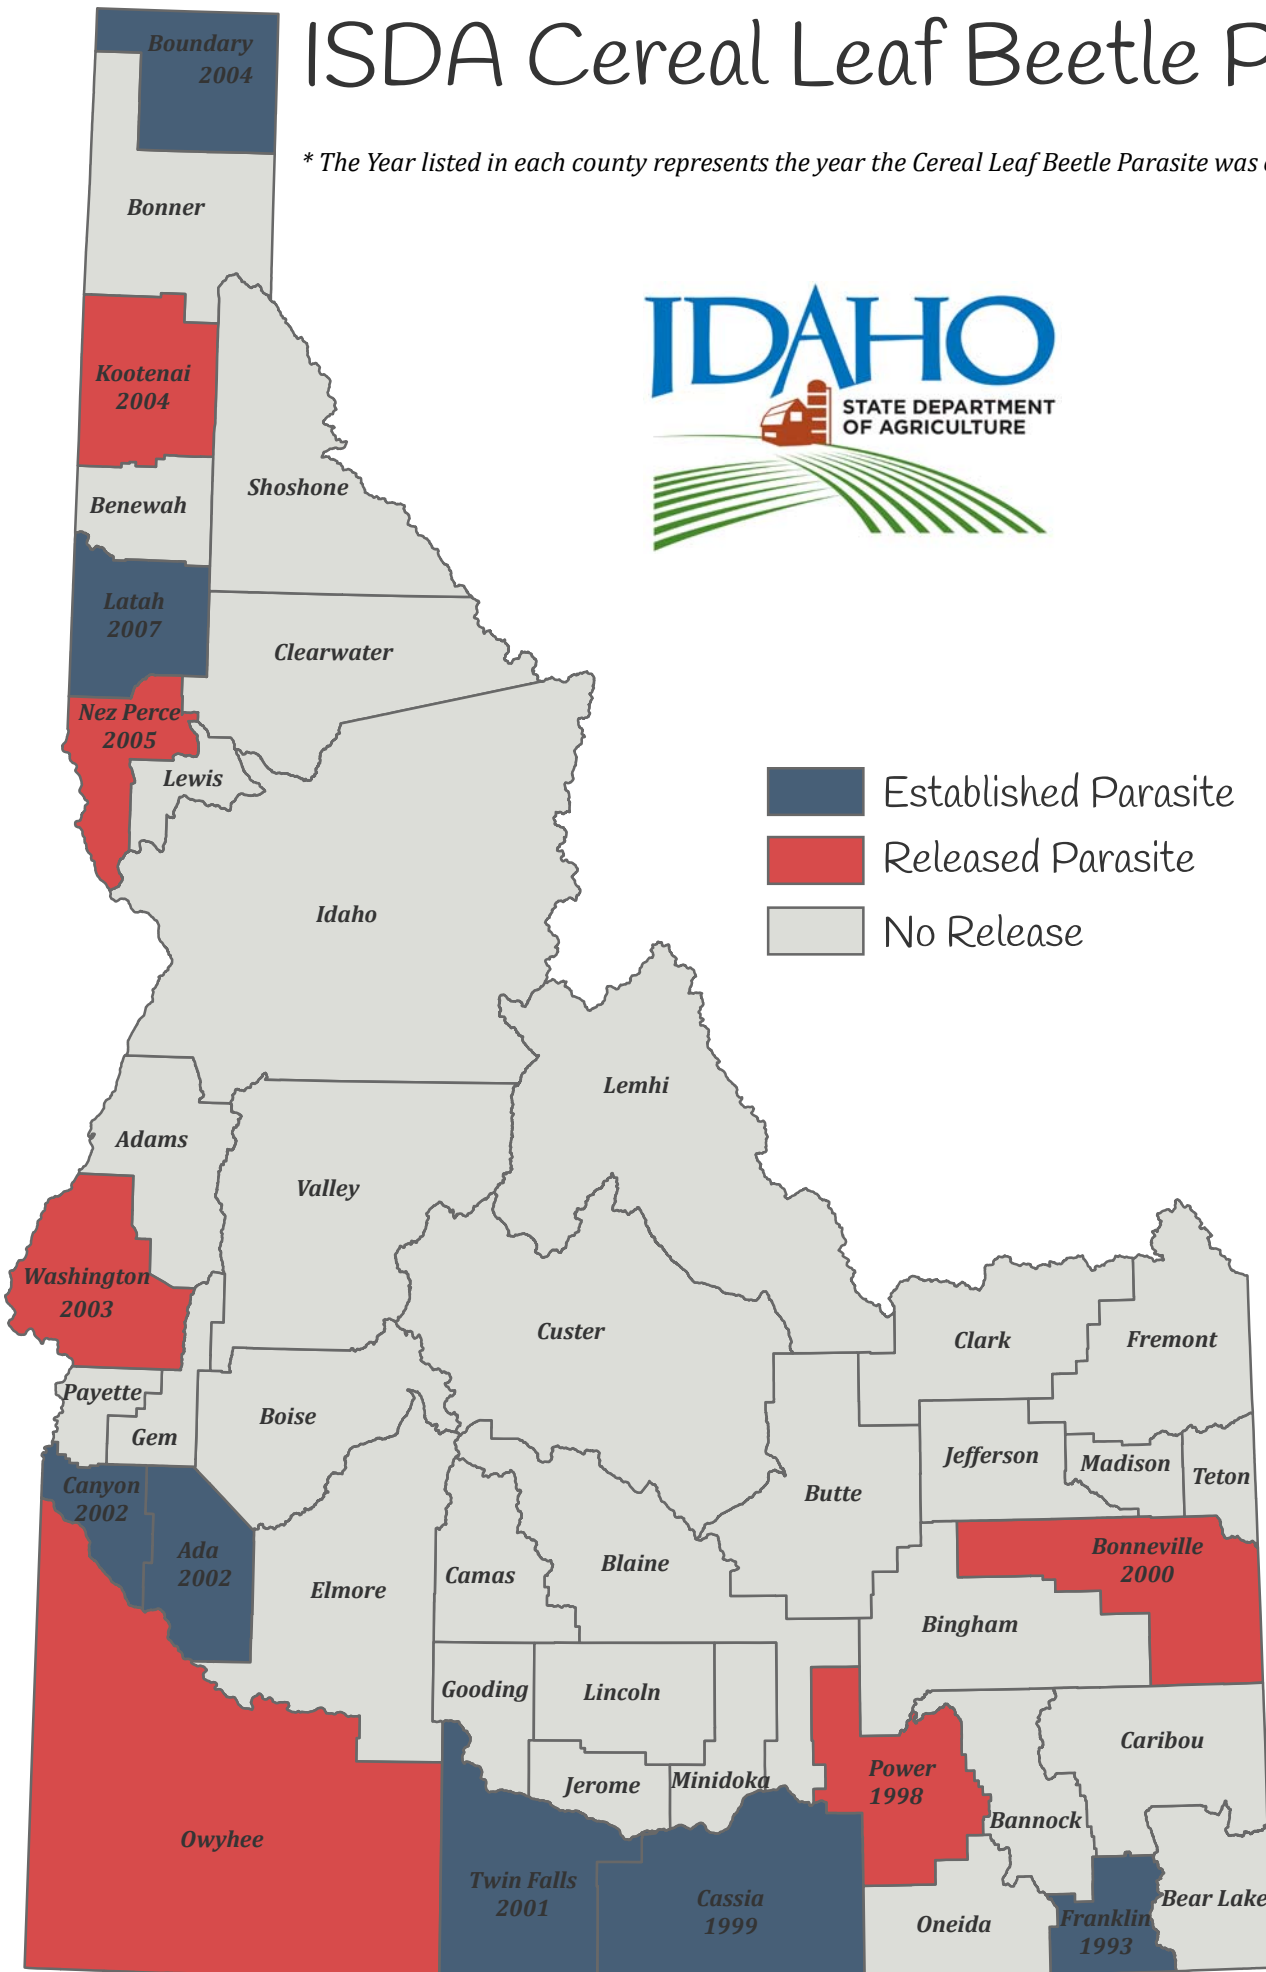 ISDA Cereal Leaf Beetle P
* The Year listed in each county represents the year the Cereal Leaf Beetle Parasite was
Boundary
2004
Bonner
IDAHO
STATE DEPARTMENT
OF AGRICULTURE
Kootenai
2004
Shoshone
Benewah
Latah
2007
Clearwater
Nez Perce
2005
Lewis
Established Parasite
Released Parasite
No Release
Idaho
Lemhi
Adams
Valley
Washington
2003
Custer
Clark
Fremont
Payette
Boise
Gem
Jefferson
Madison
Teton
Canyon
2002
Butte
Ada
2002
Elmore
Camas
Blaine
Bonneville
2000
Bingham
Gooding
Lincoln
Caribou
Jerome
Minidoka
Power
1998
Bannock
Owyhee
Twin Falls
2001
Cassia
1999
Oneida
Franklin
1993
Bear Lake